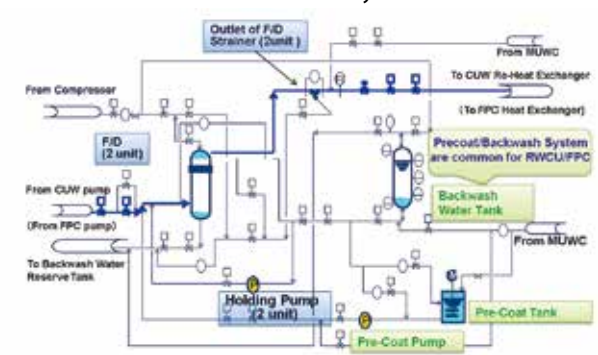 Outlet of F/D
Strainer (2unit )
From MUWC
To CUW Re-Heat Exchanger
(To FPC Heat Exchanger)
From Compressor
F/D
(2 unit)
Precoat/Backwash System
are common for RWCU/FPC
From CUW pump
(From FPC pump)
Backwash
Water Tank
From MUWC
To Backwash Water
Reserve Tank
Holding Pump
(2 unit)
Pre-Coat Tank
Pre-Coat Pump